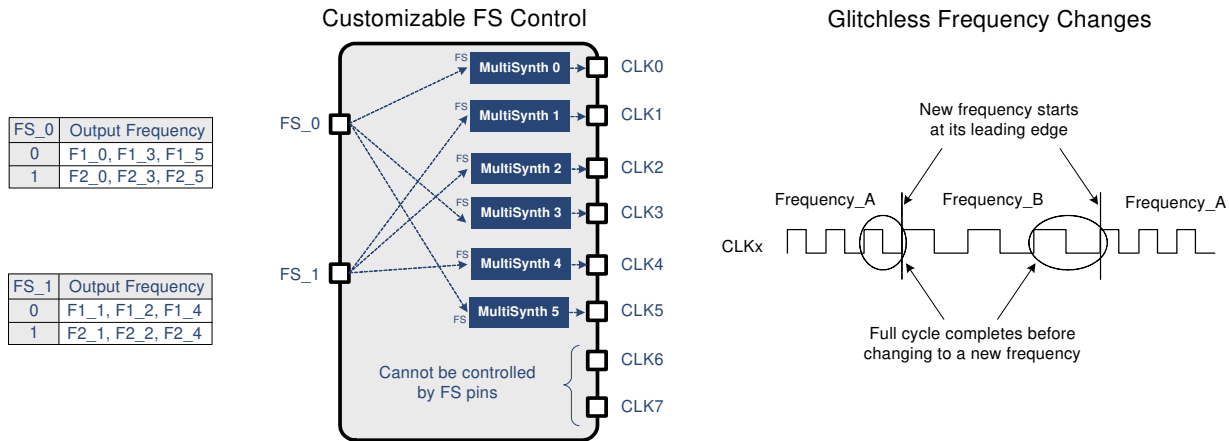 Customizable FS Control
Glitchless Frequency Changes
FS_0 Output Frequency
0 F1_0, F1_3, F1_5
1 F2_0, F2_3, F2_5
FS_1 Output Frequency
0 F1_1, F1_2, F1_4
1 F2_1, F2_2, F2_4
FS_0
FS_1
FS
MultiSynth 0
CLK0
FS
MultiSynth 1
CLK1
FS
MultiSynth 2
CLK2
FS
MultiSynth 3
CLK3
FS
MultiSynth 4
CLK4
FS
MultiSynth 5
CLK5
Cannot be controlled
by FS pins
CLK6
CLK7
New frequency starts
at its leading edge
Frequency_A
Frequency_B
Frequency_A
CLKx
Full cycle completes before
changing to a new frequency